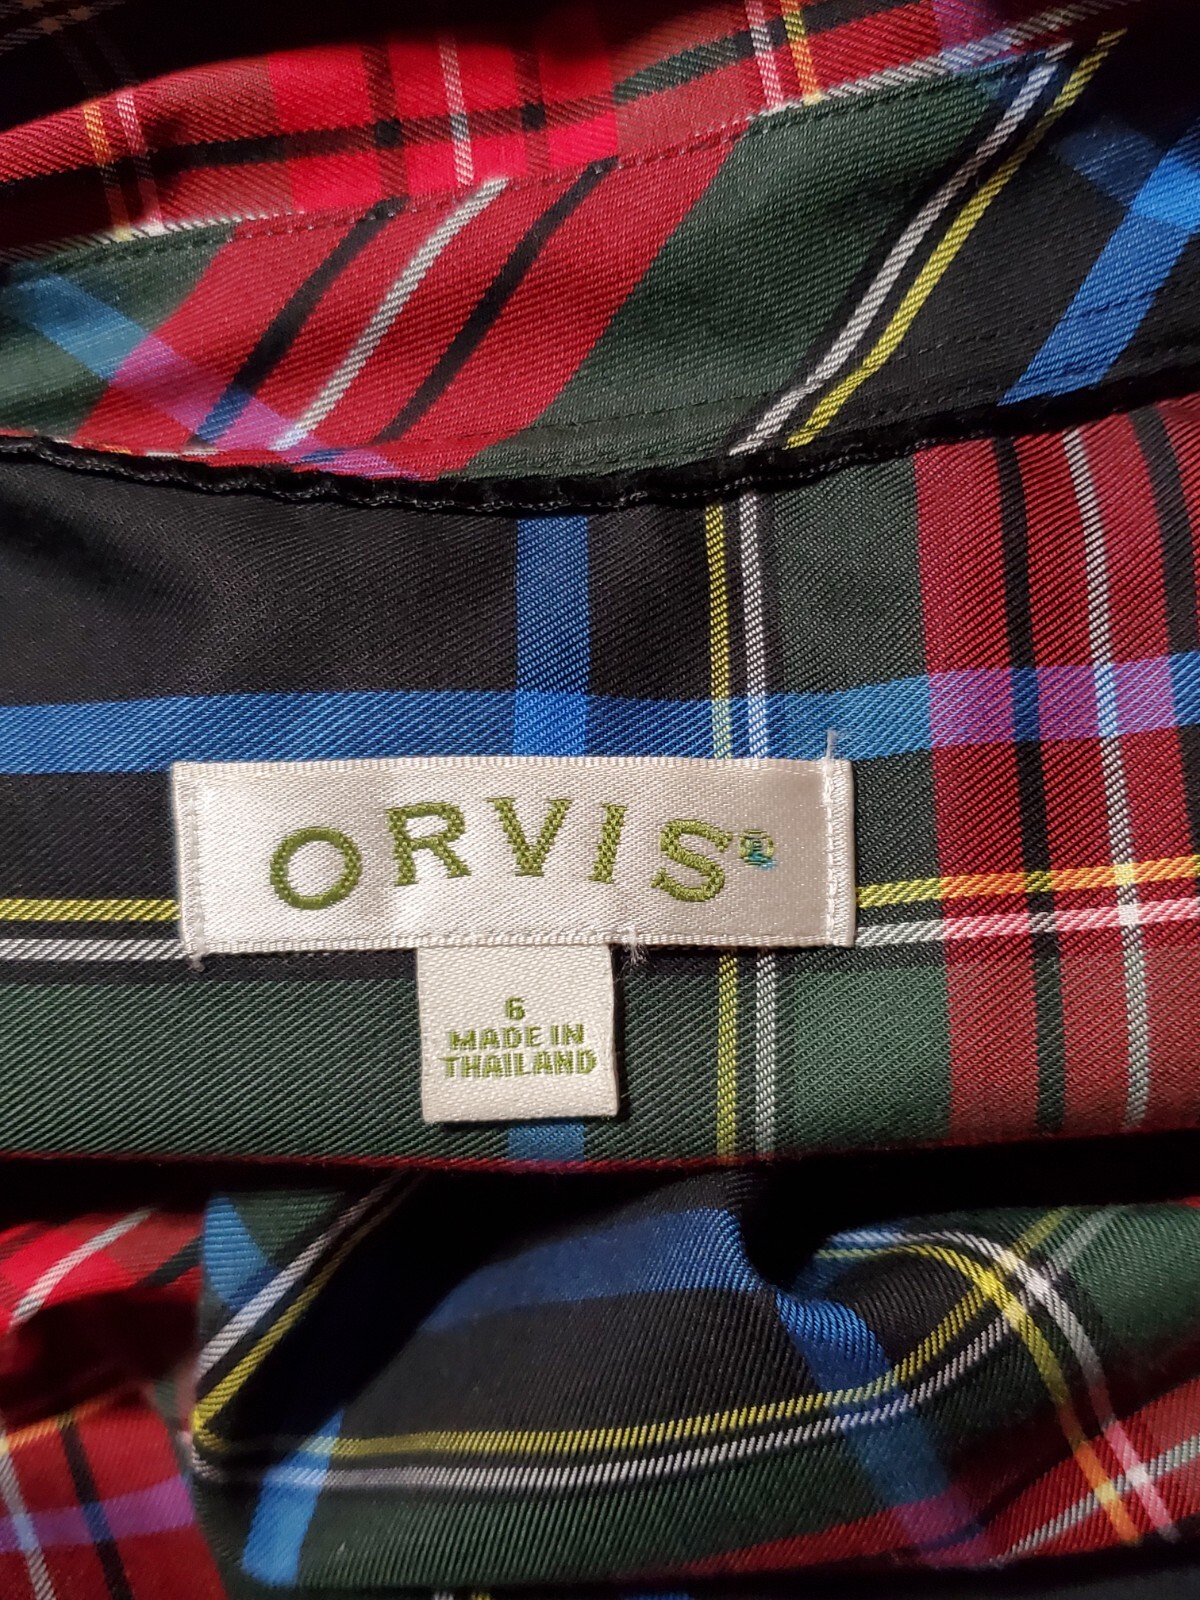 ORVIS®
6
MADE IN
THAILAND